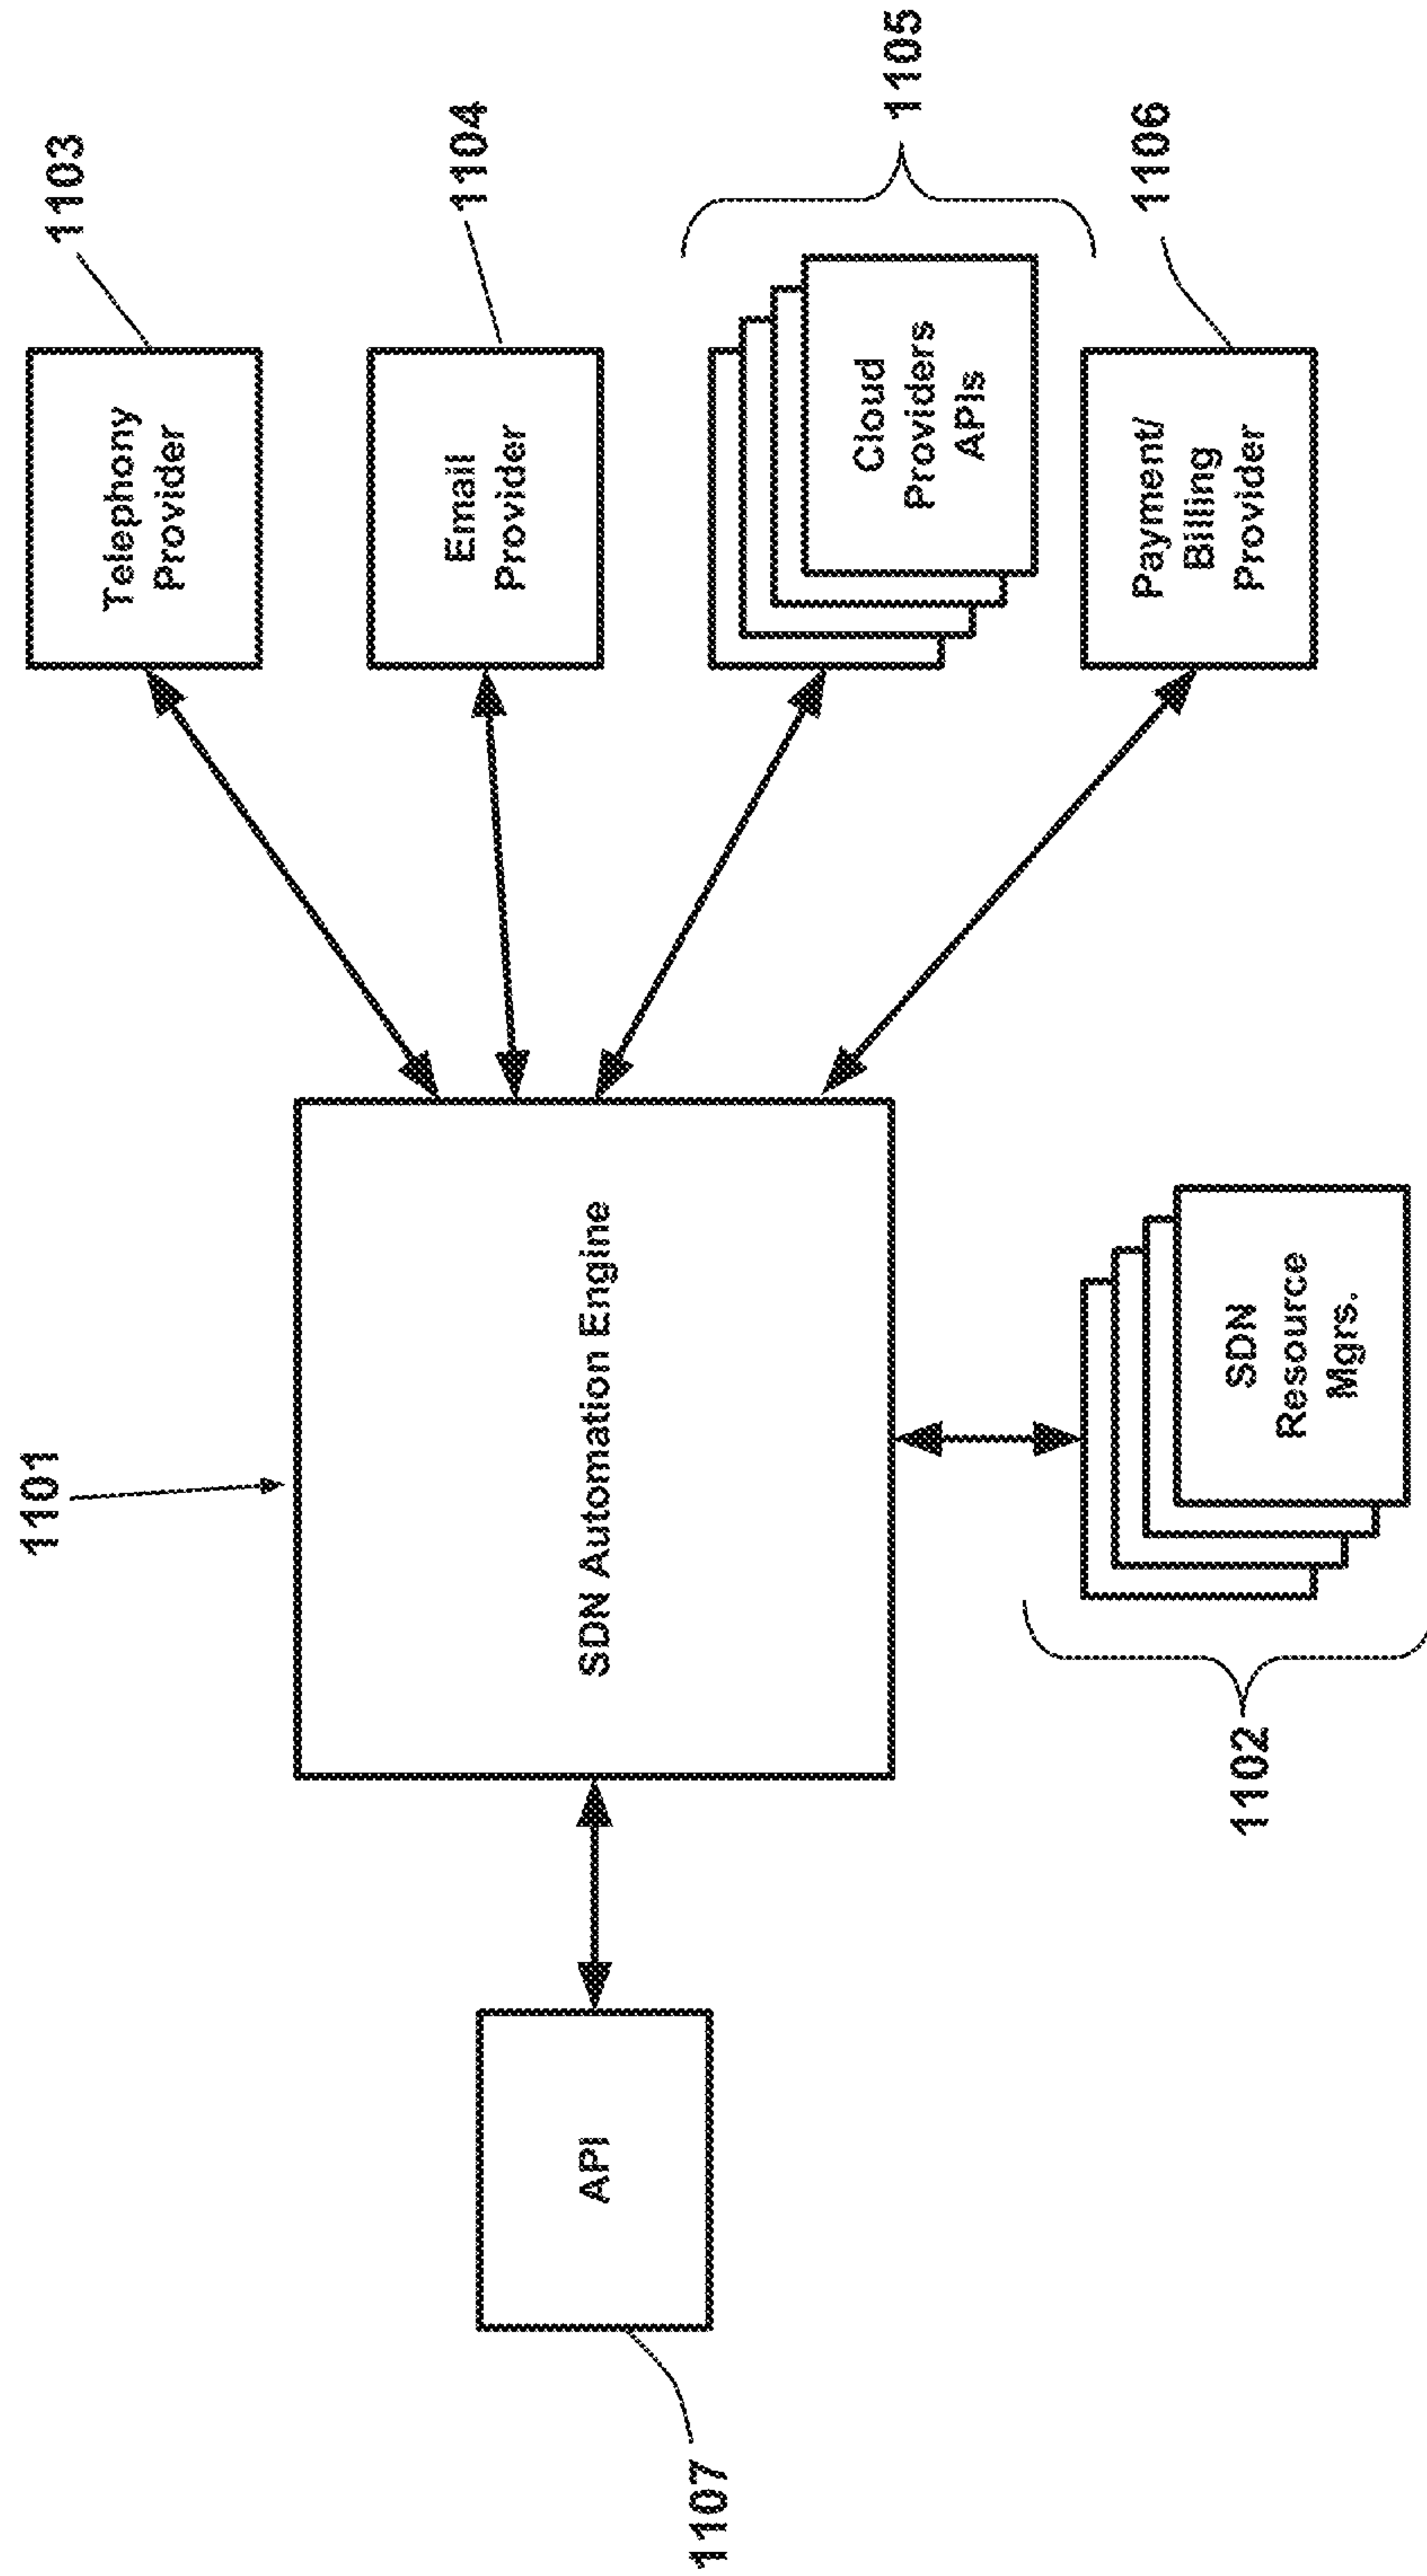 1101
1103
Telephony
Provider
1104
Email
Provider
SDN Automation Engine
API
1107
1105
Cloud
Providers
APIs
1106
Payment/
Billing
Provider
SDN
Resource
Mgrs.
1102